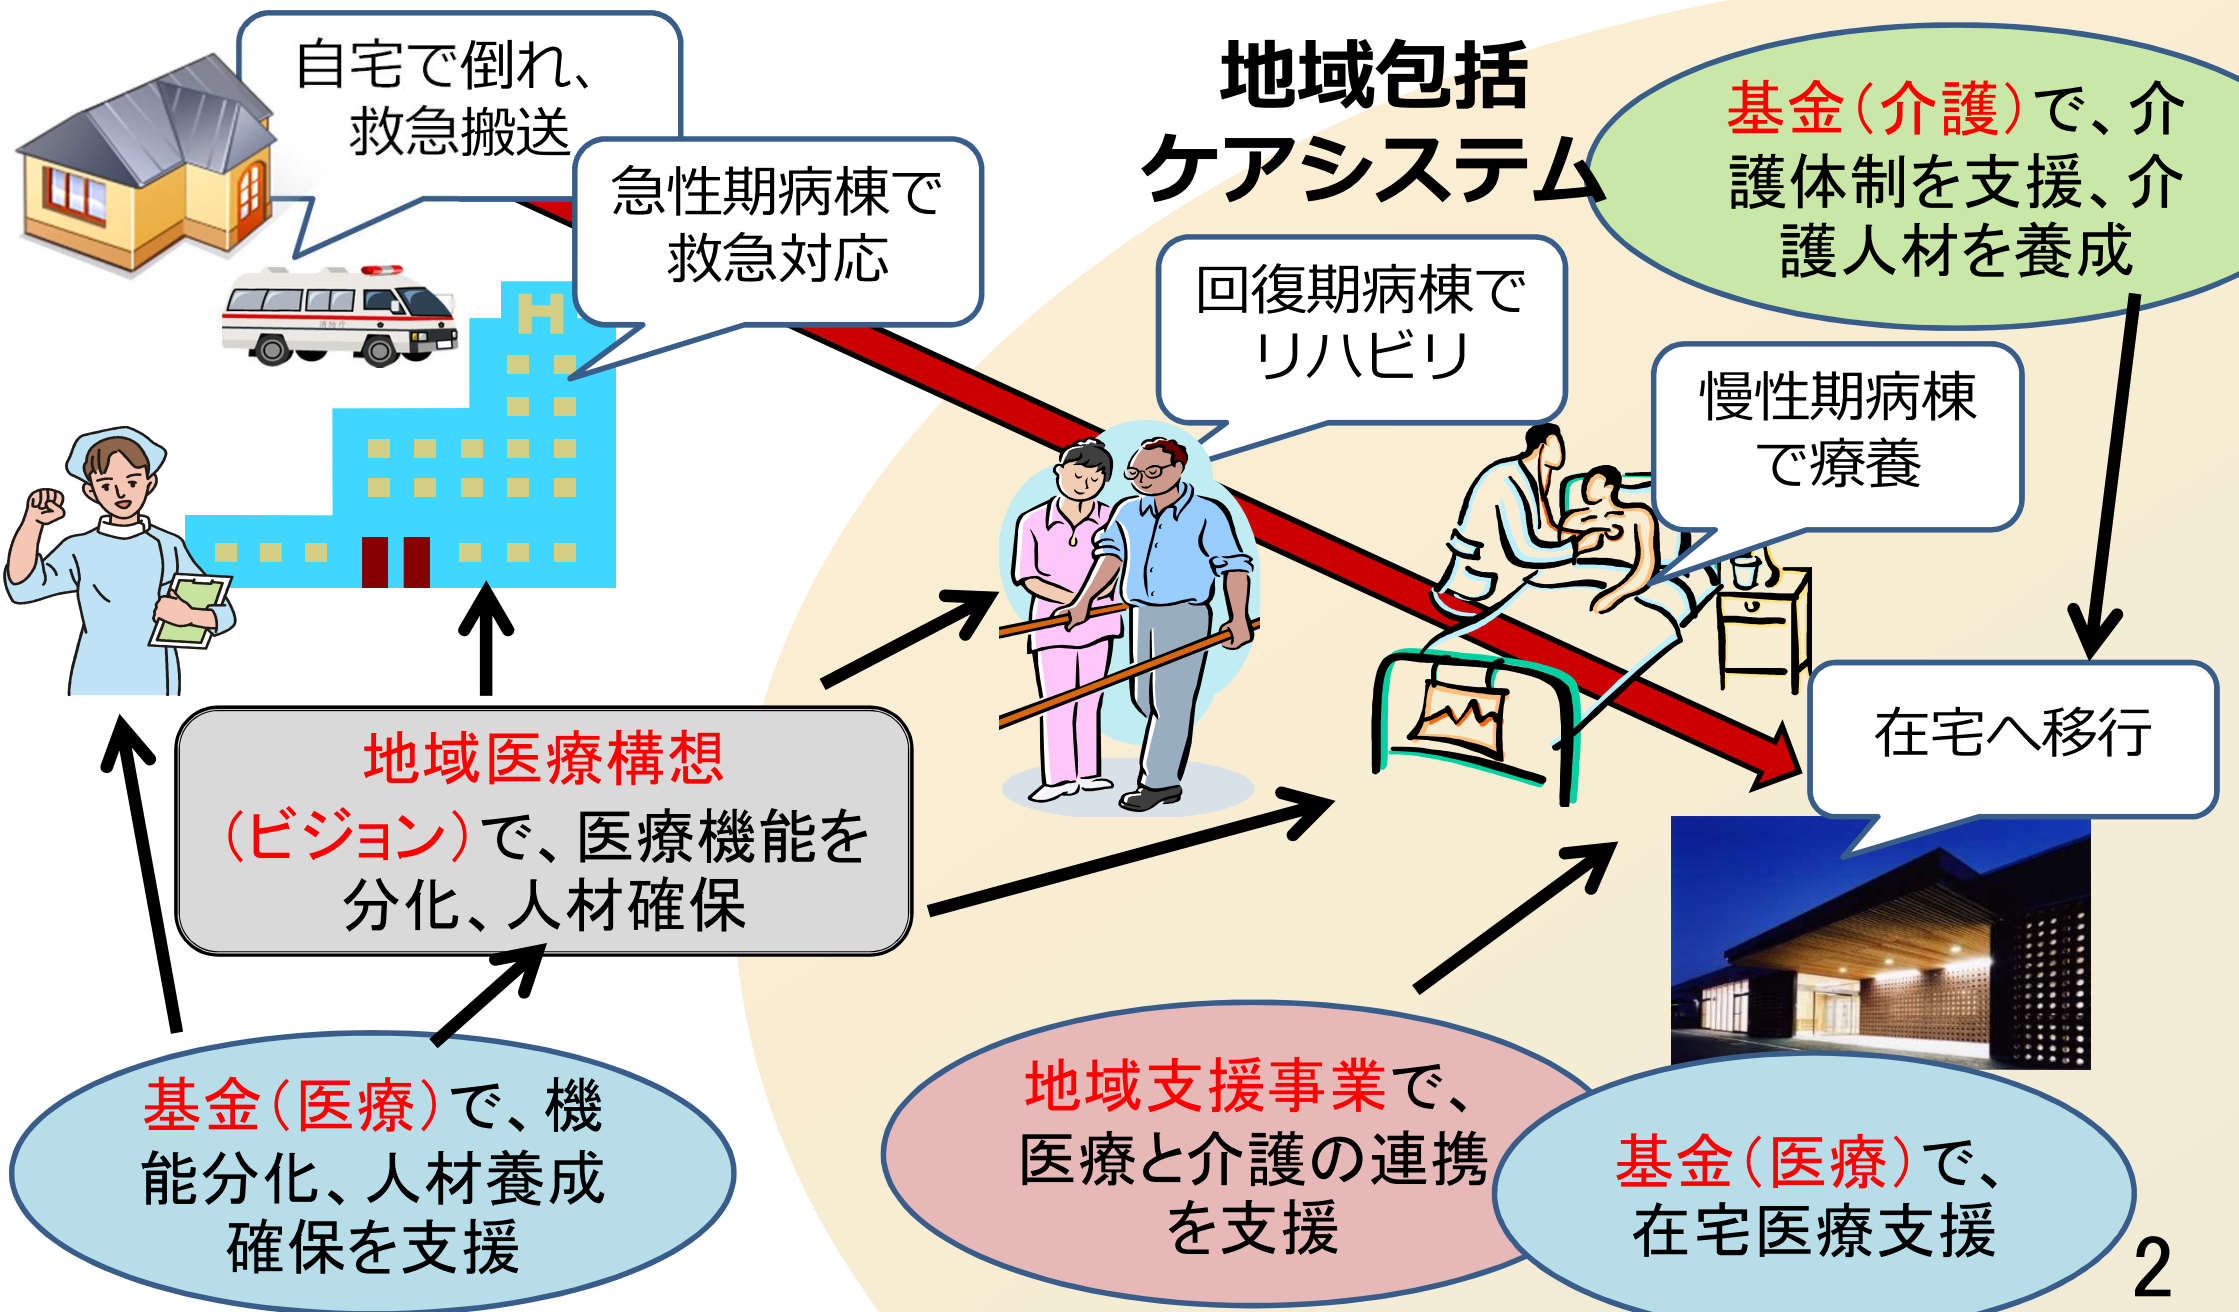 自宅で倒れ、
救急搬送
急性期病棟で
救急対応
地域包括
ケアシステム
基金(介護)で、介
護体制を支援、介
護人材を養成
回復期病棟で
リハビリ
慢性期病棟
で療養
H
在宅へ移行
地域医療構想
(ビジョン)で、医療機能を
分化、人材確保
基金(医療)で、機
能分化、人材養成
確保を支援
地域支援事業で、
医療と介護の連携
を支援
基金(医療)で、
在宅医療支援
2